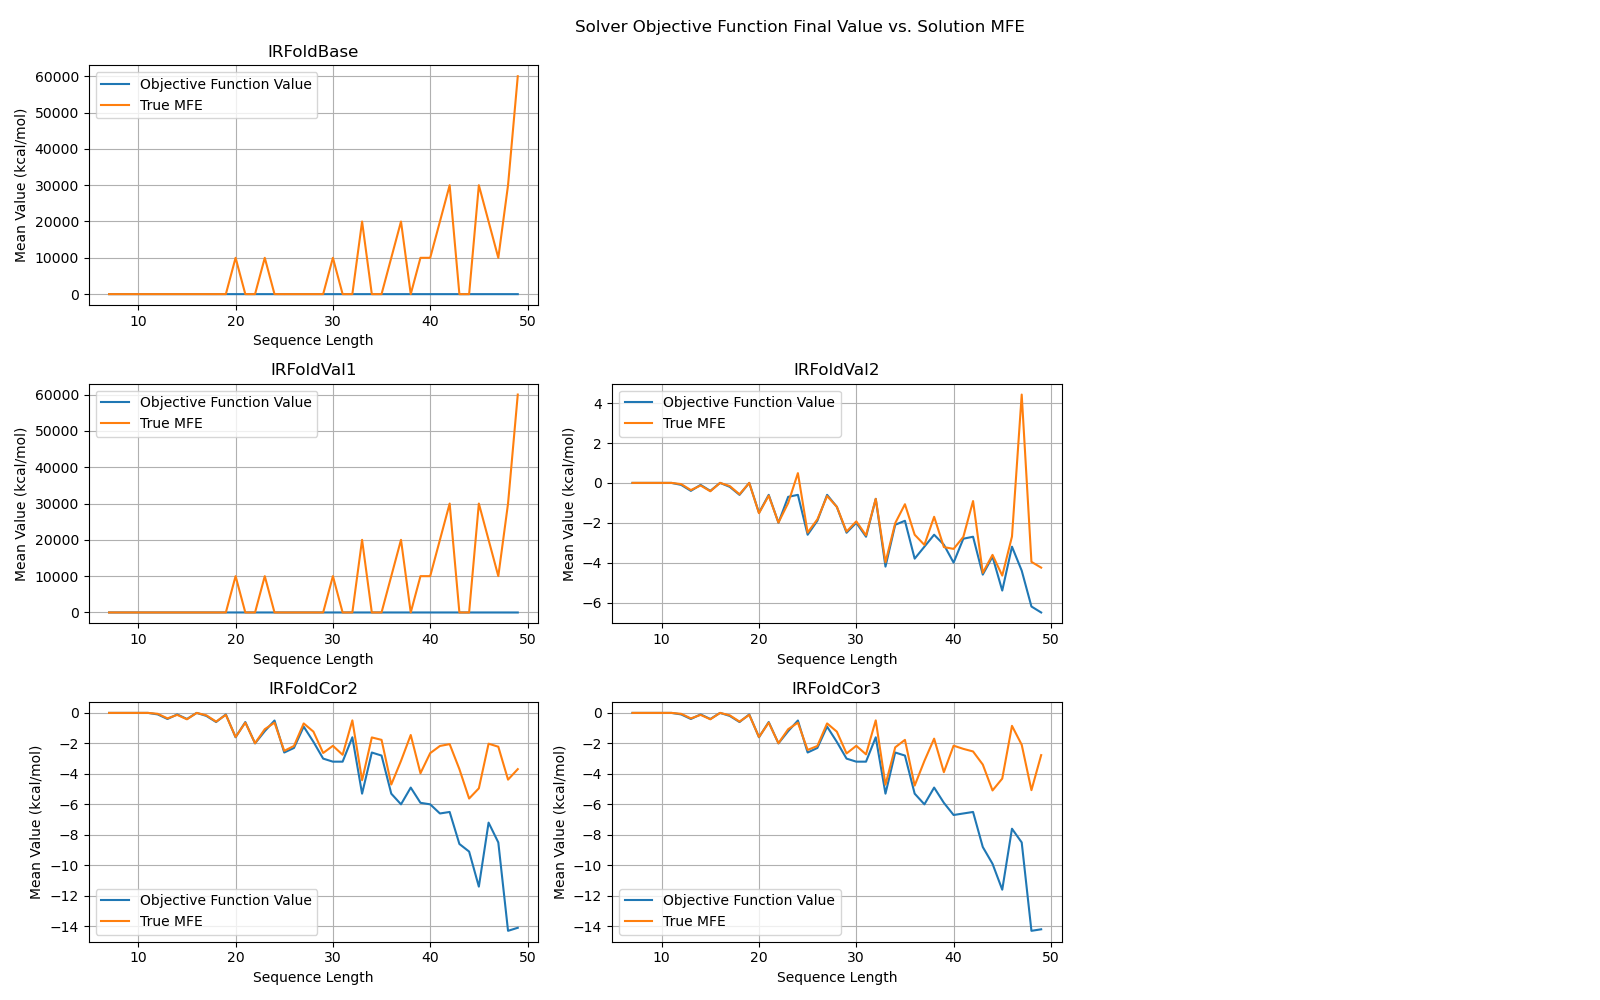 Solver Objective Function Final Value vs. Solution MFE
IRFoldBase
Mean Value (kcal/mol)
60000
50000
40000
30000
20000
10000
0
Objective Function Value
True MFE
10 20 30 40 50
Sequence Length
IRFoldVal1
Mean Value (kcal/mol)
60000
50000
40000
30000
20000
10000
0
Objective Function Value
True MFE
10 20 30 40 50
Sequence Length
IRFoldVal2
Mean Value (kcal/mol)
4
2
0
−2
−4
−6
Objective Function Value
True MFE
10 20 30 40 50
Sequence Length
IRFoldCor2
Mean Value (kcal/mol)
0
−2
−4
−6
−8
−10
−12
−14
Objective Function Value
True MFE
10 20 30 40 50
Sequence Length
IRFoldCor3
Mean Value (kcal/mol)
0
−2
−4
−6
−8
−10
−12
−14
Objective Function Value
True MFE
10 20 30 40 50
Sequence Length